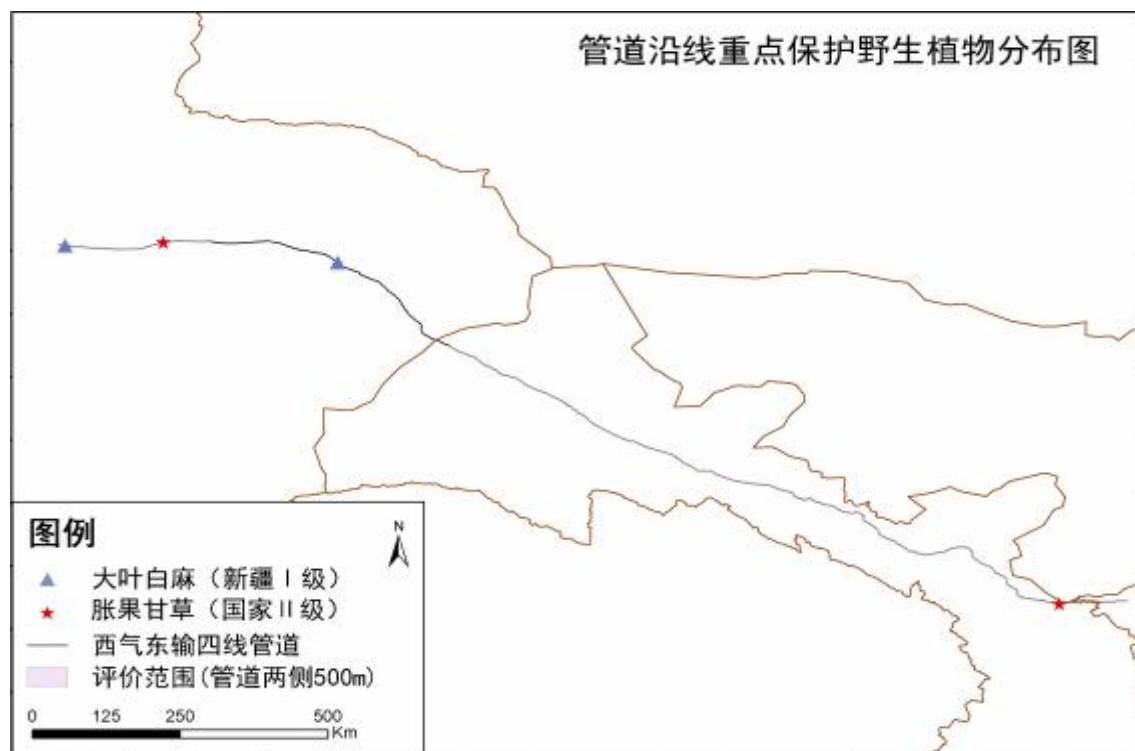 管道沿线重点保护野生植物分布图
图例
N
大叶白麻（新疆Ⅰ级）
胀果甘草（国家Ⅱ级）
西气东输四线管道
评价范围(管道两侧500m)
0 125 250 500
Km